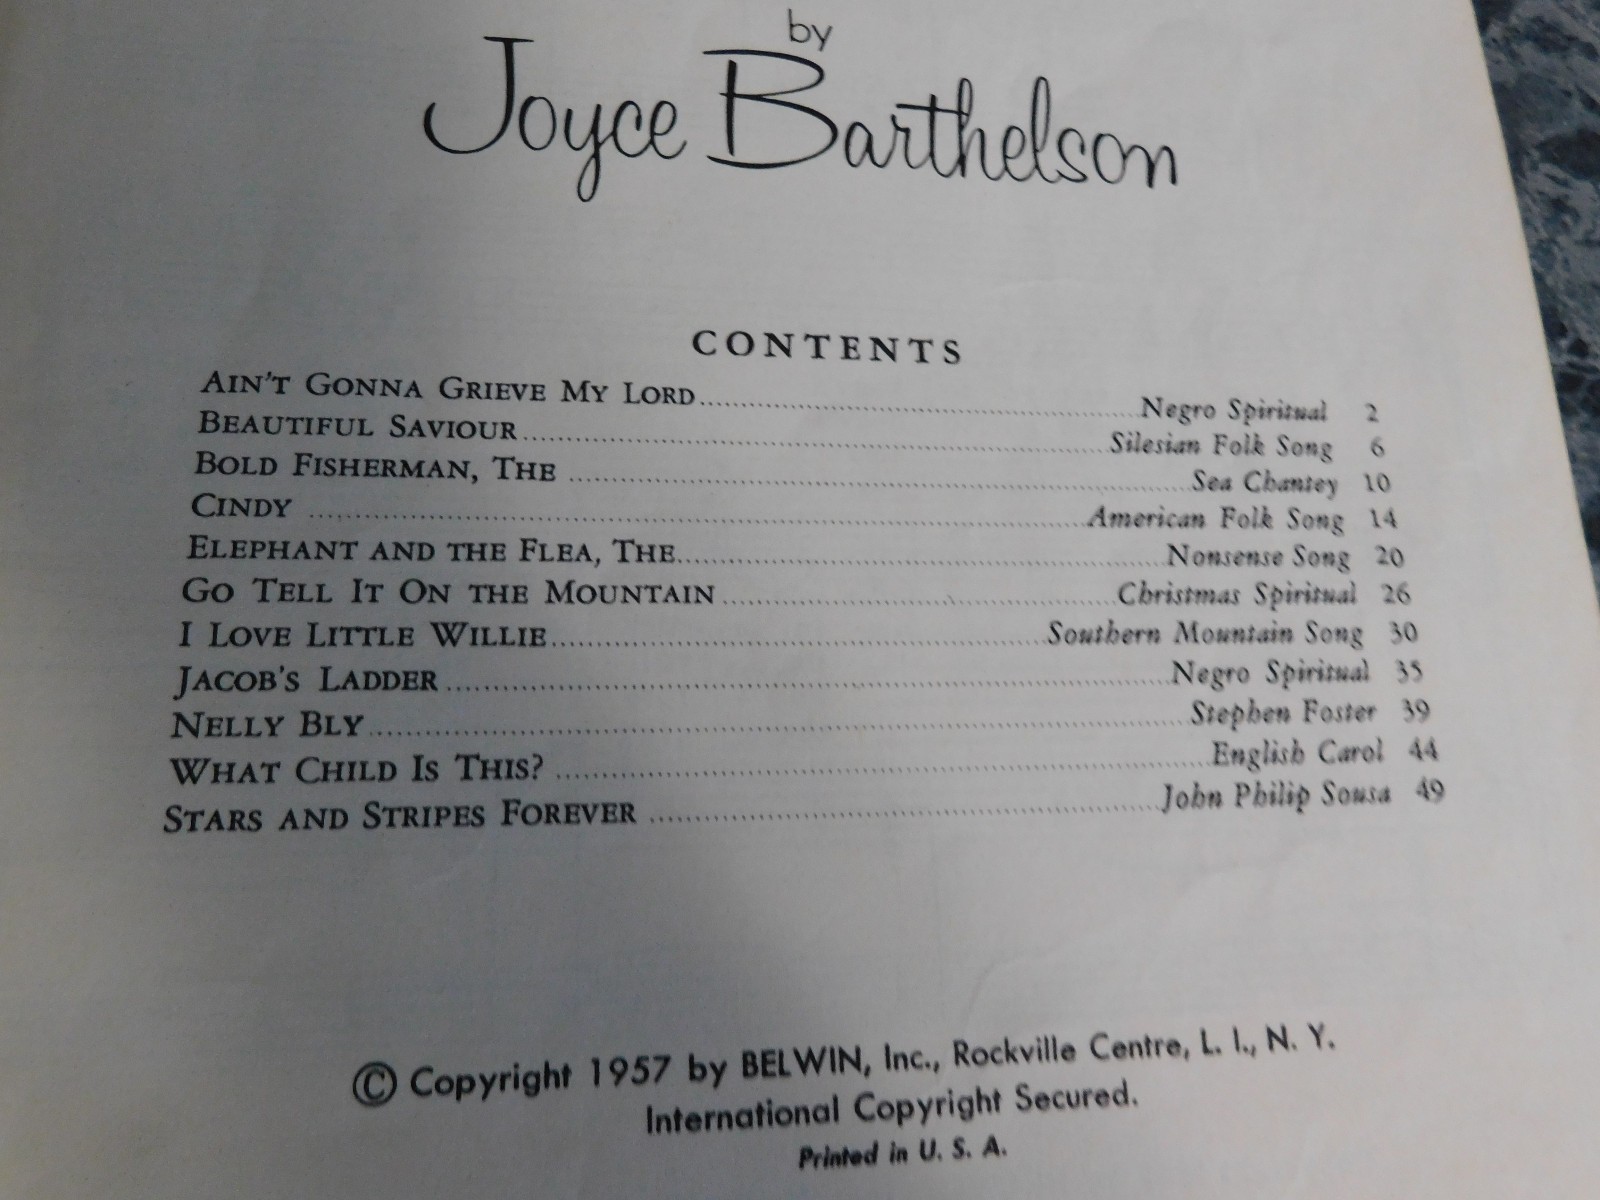 by
Joyce Barthelson
CONTENTS
AIN'T GONNA GRIEVE MY LORD........Negro Spiritual 2
BEAUTIFUL SAVIOUR........Silesian Folk Song 6
BOLD FISHERMAN, THE ........Sea Chantey 10
CINDY ........American Folk Song 14
ELEPHANT AND THE FLEA, THE........Nonsense Song 20
GO TELL IT ON THE MOUNTAIN........Christmas Spiritual 26
I LOVE LITTLE WILLIE........Southern Mountain Song 30
JACOB'S LADDER........Negro Spiritual 35
NELLY BLY........Stephen Foster 39
WHAT CHILD IS THIS? ........English Carol 44
STARS AND STRIPES FOREVER ........John Philip Sousa 49
© Copyright 1957 by BELWIN, Inc., Rockville Centre, L. I., N. Y.
International Copyright Secured.
Printed in U. S. A.